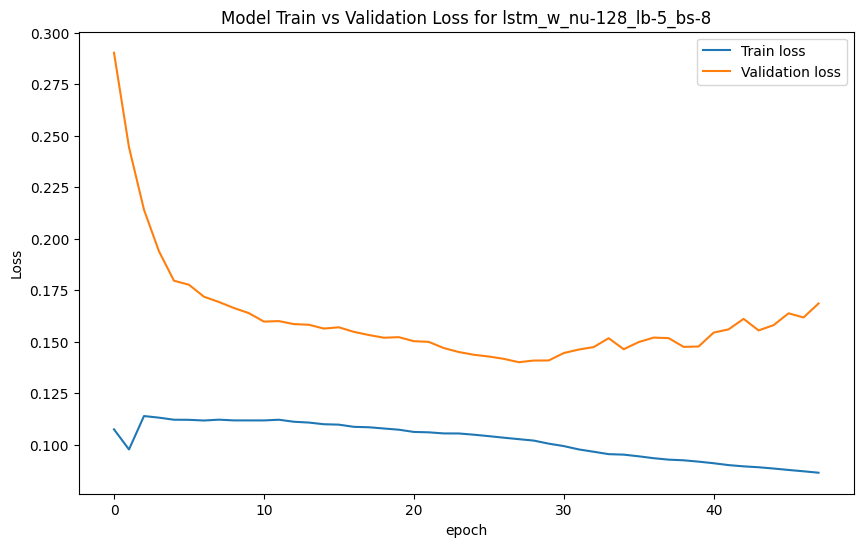 Model Train vs Validation Loss for lstm_w_nu-128_lb-5_bs-8
Train loss
Validation loss
0.300
0.275
0.250
0.225
0.200
0.175
0.150
0.125
0.100
Loss
0 10 20 30 40
epoch